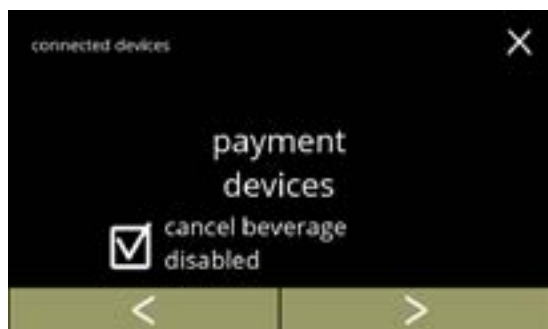 connected devices
payment
devices
cancel beverage
disabled
< >